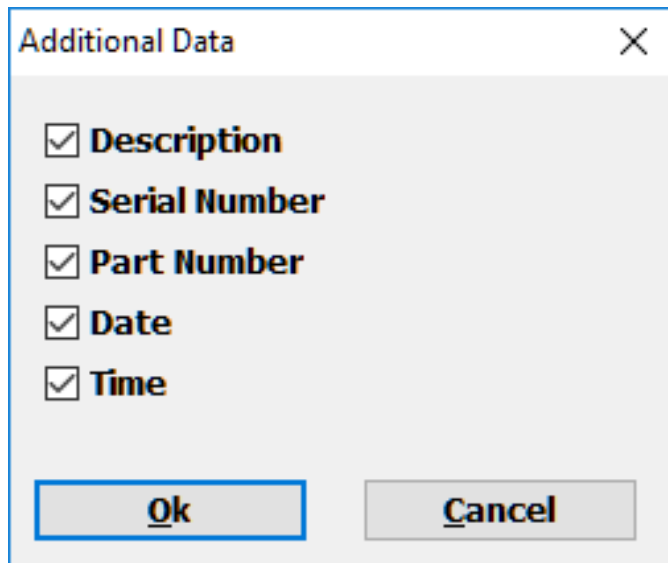 Additional Data
Description
Serial Number
Part Number
Date
Time
Ok
Cancel